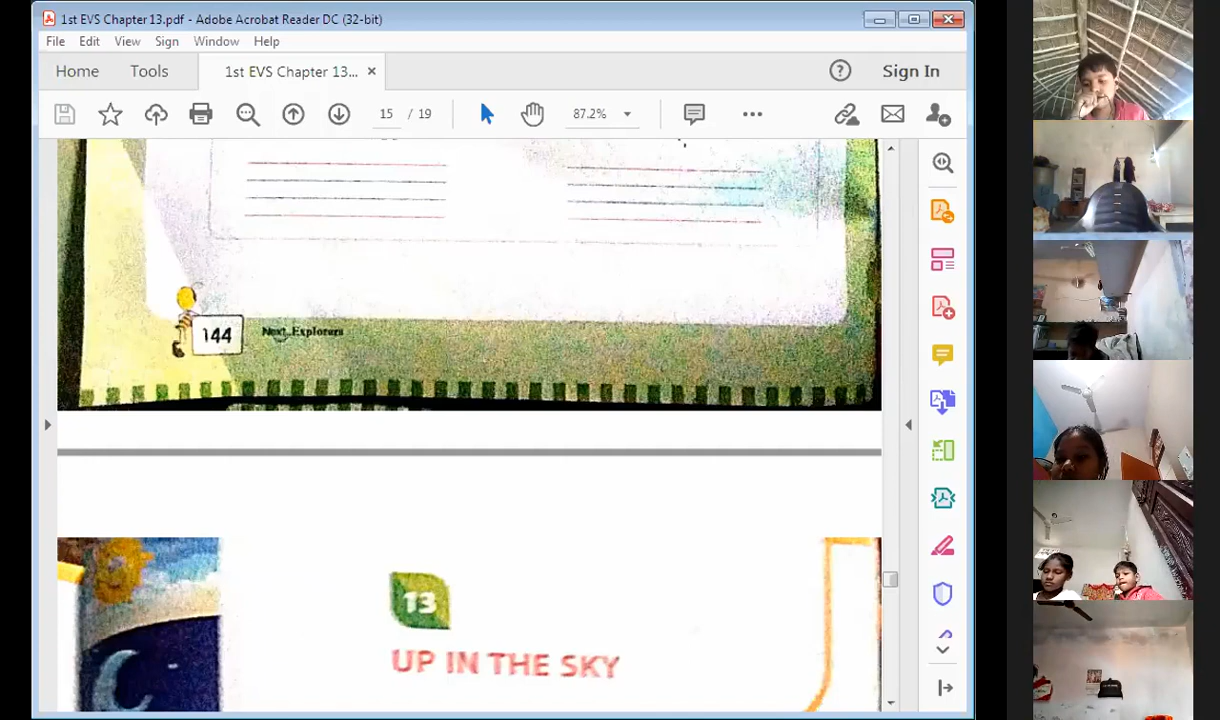 1st EVS Chapter 13.pdf - Adobe Acrobat Reader DC (32-bit)
File Edit View Sign Window Help
Home Tools 1st EVS Chapter 13... × Sign In
15 / 19 87.2%
144 Next Explorers
13
UP IN THE SKY